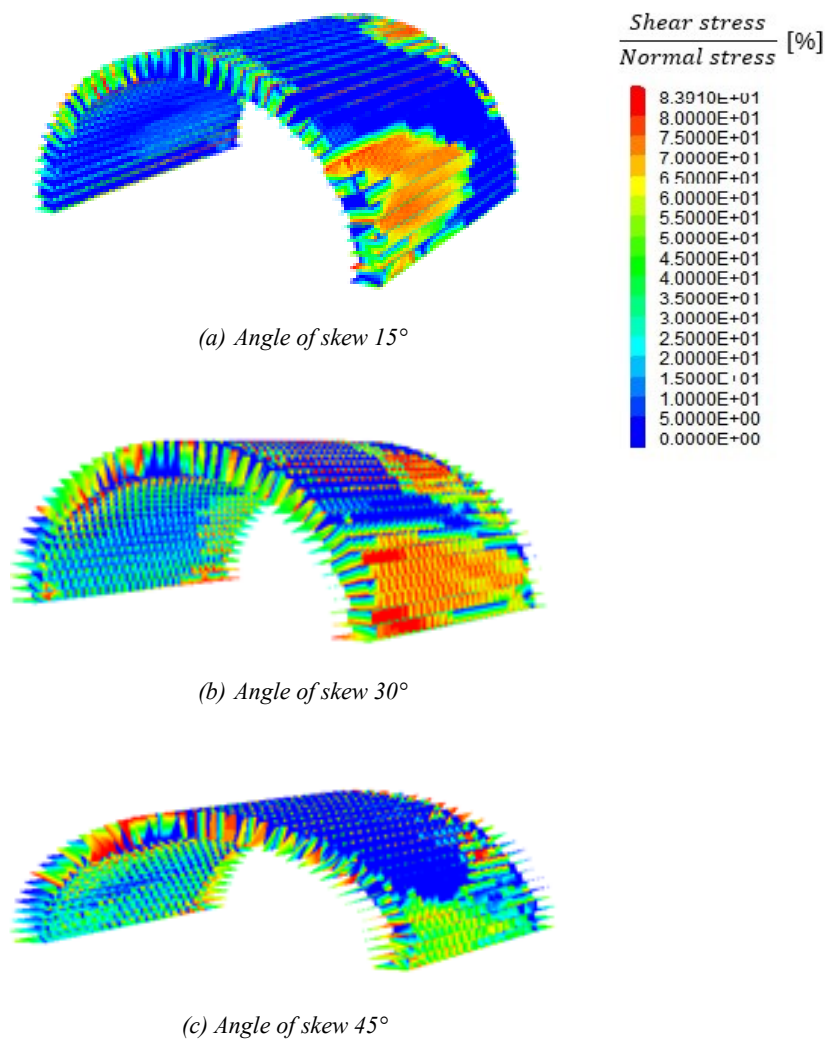 Shear stress
Normal stress [%]
8.3910E+01
8.0000E+01
7.5000E+01
7.0000E+01
6.5000E+01
6.0000E+01
5.5000E+01
5.0000E+01
4.5000E+01
4.0000E+01
3.5000E+01
3.0000E+01
2.5000E+01
2.0000E+01
1.5000E+01
1.0000E+01
5.0000E+00
0.0000E+00
(a) Angle of skew 15°
(b) Angle of skew 30°
(c) Angle of skew 45°